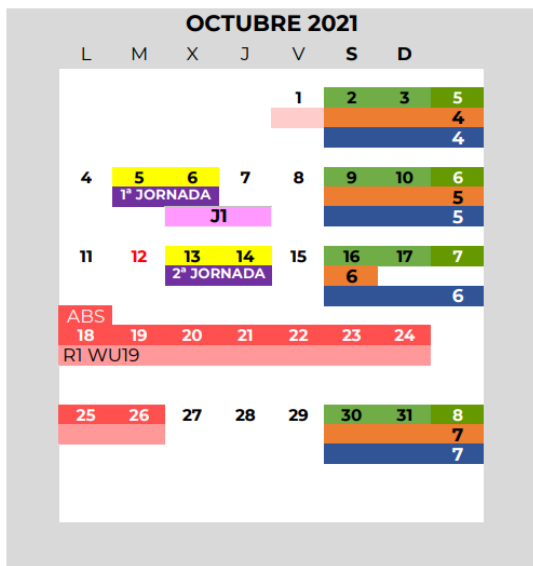 OCTUBRE 2021
L M X J V S D
1 2 3 5
4
4
4 5 6 7 8 9 10 6
1ª JORNADA 5
J1 5
11 12 13 14 15 16 17 7
2ª JORNADA 6
6
ABS
18 19 20 21 22 23 24
R1 WU19
25 26 27 28 29 30 31 8
7
7